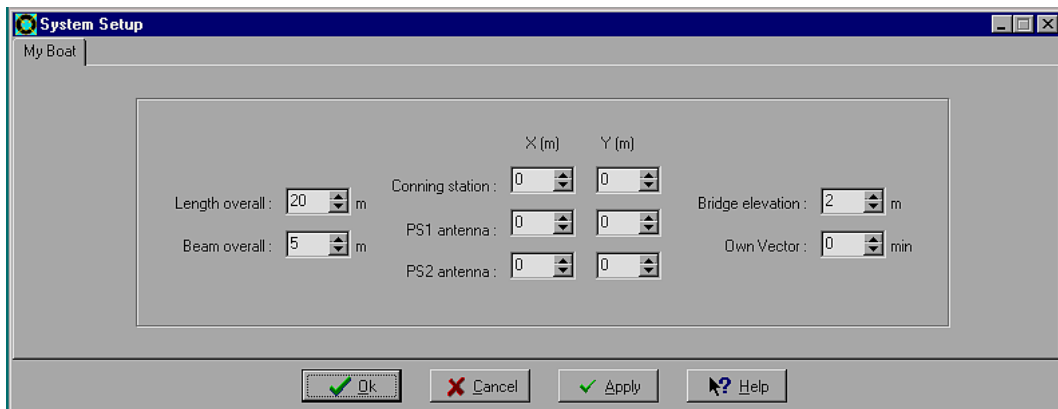 System Setup
My Boat
X (m) Y (m)
Conning station : 0 0
Length overall : 20 m
Bridge elevation : 2 m
PS1 antenna : 0 0
Beam overall : 5 m
Own Vector : 0 min
PS2 antenna : 0 0
Ok Cancel Apply ? Help